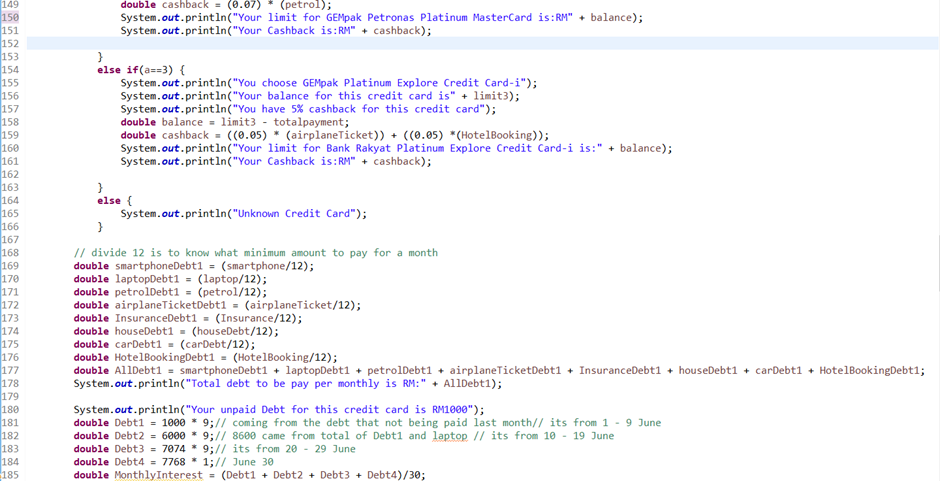 149 double cashback = (0.07) * (petrol);
150 System.out.println("Your limit for GEMpak Petronas Platinum MasterCard is:RM" + balance);
151 System.out.println("Your Cashback is:RM" + cashback);
152
153 }
154 else if(a==3) {
155 System.out.println("You choose GEMpak Platinum Explore Credit Card-i");
156 System.out.println("Your balance for this credit card is" + limit3);
157 System.out.println("You have 5% cashback for this credit card");
158 double balance = limit3 - totalpayment;
159 double cashback = ((0.05) * (airplaneTicket)) + ((0.05) *(HotelBooking));
160 System.out.println("Your limit for Bank Rakyat Platinum Explore Credit Card-i is:" + balance);
161 System.out.println("Your Cashback is:RM" + cashback);
162
163 }
164 else {
165 System.out.println("Unknown Credit Card");
166 }
167
168 // divide 12 is to know what minimum amount to pay for a month
169 double smartphoneDebt1 = (smartphone/12);
170 double laptopDebt1 = (laptop/12);
171 double petrolDebt1 = (petrol/12);
172 double airplaneTicketDebt1 = (airplaneTicket/12);
173 double InsuranceDebt1 = (Insurance/12);
174 double houseDebt1 = (houseDebt/12);
175 double carDebt1 = (carDebt/12);
176 double HotelBookingDebt1 = (HotelBooking/12);
177 double AllDebt1 = smartphoneDebt1 + laptopDebt1 + petrolDebt1 + airplaneTicketDebt1 + InsuranceDebt1 + houseDebt1 + carDebt1 + HotelBookingDebt1;
178 System.out.println("Total debt to be pay per monthly is RM:" + AllDebt1);
179
180 System.out.println("Your unpaid Debt for this credit card is RM1000");
181 double Debt1 = 1000 * 9;// coming from the debt that not being paid last month// its from 1 - 9 June
182 double Debt2 = 6000 * 9;// 8600 came from total of Debt1 and laptop // its from 10 - 19 June
183 double Debt3 = 7074 * 9;// its from 20 - 29 June
184 double Debt4 = 7768 * 1;// June 30
185 double MonthlyInterest = (Debt1 + Debt2 + Debt3 + Debt4)/30;